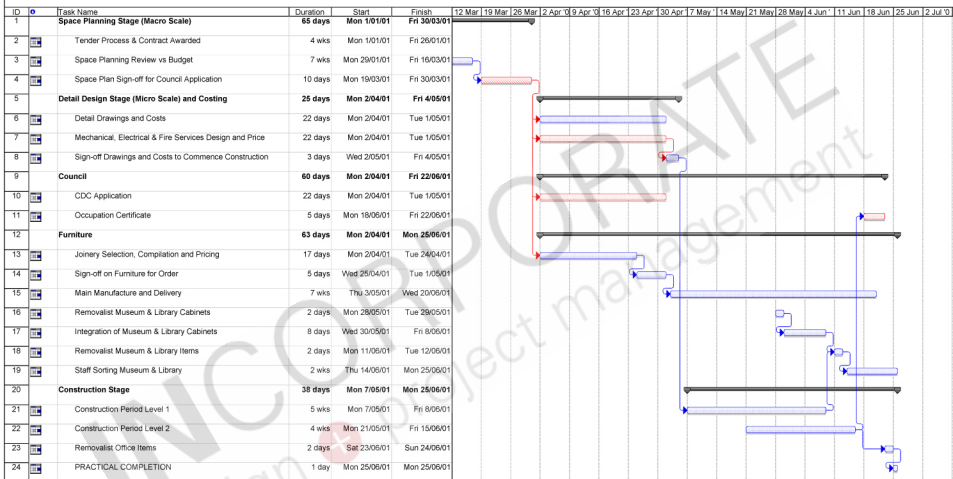 ID Task Name Duration Start Finish 12 Mar 19 Mar 26 Mar 2 Apr '0 9 Apr '0 16 Apr 23 Apr ' 30 Apr ' 7 May ' 14 May 21 May 28 May 4 Jun ' 11 Jun 18 Jun 25 Jun 2 Jul '0
1 Space Planning Stage (Macro Scale) 65 days Mon 1/01/01 Fri 30/03/01
2 Tender Process & Contract Awarded 4 wks Mon 1/01/01 Fri 26/01/01
3 Space Planning Review vs Budget 7 wks Mon 29/01/01 Fri 16/03/01
4 Space Plan Sign-off for Council Application 10 days Mon 19/03/01 Fri 30/03/01
5 Detail Design Stage (Micro Scale) and Costing 25 days Mon 2/04/01 Fri 4/05/01
6 Detail Drawings and Costs 22 days Mon 2/04/01 Tue 1/05/01
7 Mechanical, Electrical & Fire Services Design and Price 22 days Mon 2/04/01 Tue 1/05/01
8 Sign-off Drawings and Costs to Commence Construction 3 days Wed 2/05/01 Fri 4/05/01
9 Council 60 days Mon 2/04/01 Fri 22/06/01
10 CDC Application 22 days Mon 2/04/01 Tue 1/05/01
11 Occupation Certificate 5 days Mon 18/06/01 Fri 22/06/01
12 Furniture 63 days Mon 2/04/01 Mon 25/06/01
13 Joinery Selection, Compilation and Pricing 17 days Mon 2/04/01 Tue 24/04/01
14 Sign-off on Furniture for Order 5 days Wed 25/04/01 Tue 1/05/01
15 Main Manufacture and Delivery 7 wks Thu 3/05/01 Wed 20/06/01
16 Removalist Museum & Library Cabinets 2 days Mon 28/05/01 Tue 29/05/01
17 Integration of Museum & Library Cabinets 8 days Wed 30/05/01 Fri 8/06/01
18 Removalist Museum & Library Items 2 days Mon 11/06/01 Tue 12/06/01
19 Staff Sorting Museum & Library 2 wks Thu 14/06/01 Mon 25/06/01
20 Construction Stage 38 days Mon 7/05/01 Mon 25/06/01
21 Construction Period Level 1 5 wks Mon 7/05/01 Fri 8/06/01
22 Construction Period Level 2 4 wks Mon 21/05/01 Fri 15/06/01
23 Removalist Office Items 2 days Sat 23/06/01 Sun 24/06/01
24 PRACTICAL COMPLETION 1 day Mon 25/06/01 Mon 25/06/01
INCORPORATE
project management